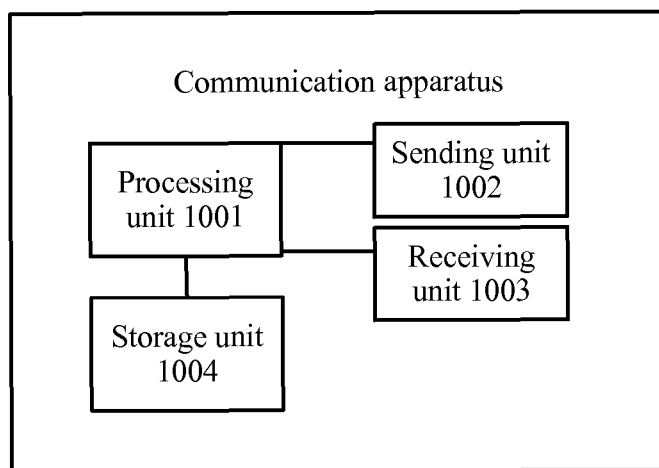 Communication apparatus
Processing
unit 1001
Sending unit
1002
Receiving
unit 1003
Storage unit
1004